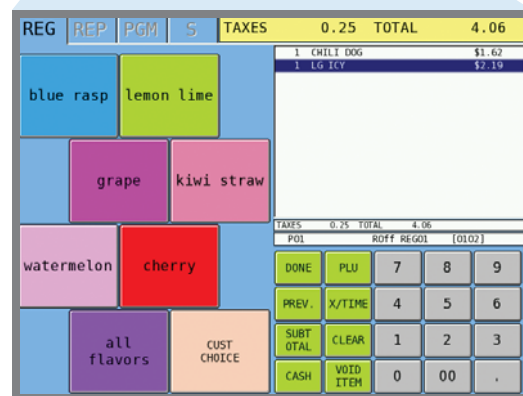 REG REP PGM S TAXES 0.25 TOTAL 4.06
1 CHILI DOG $1.62
1 LG ICY $2.19
blue rasp lemon lime
grape kiwi straw
watermelon cherry
all
flavors
CUST
CHOICE
TAXES 0.25 TOTAL 4.06
P01 ROff REG01 [0102]
DONE PLU 7 8 9
PREV. X/TIME 4 5 6
SUBT
OTAL
CLEAR 1 2 3
CASH
VOID
ITEM
0 00 .